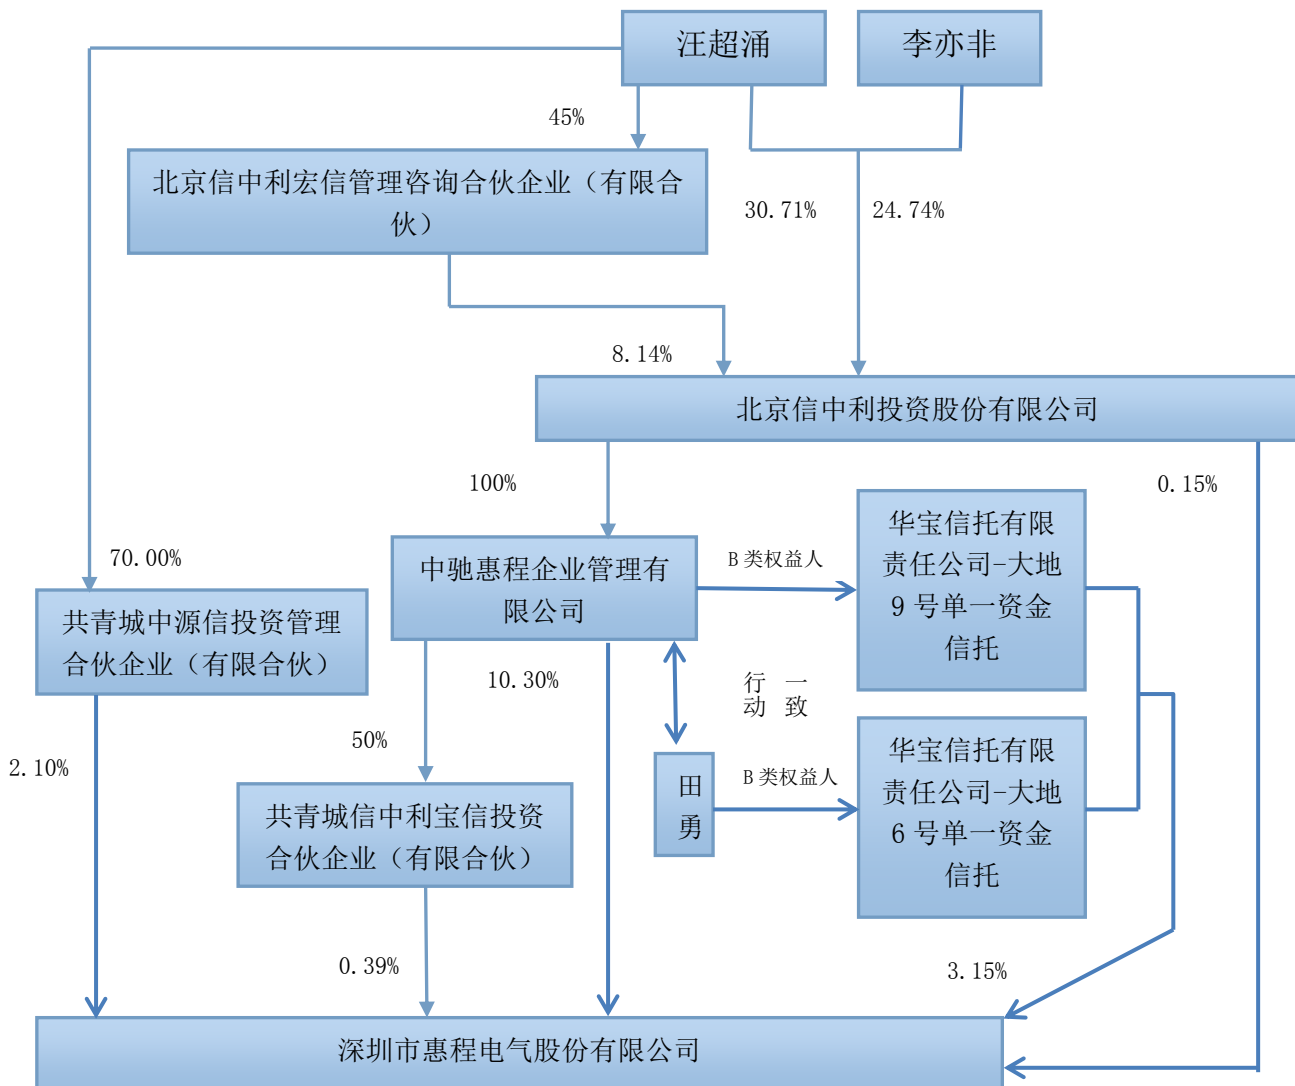 汪超涌
李亦非
45%
北京信中利宏信管理咨询合伙企业（有限合
伙）
30.71%
24.74%
8.14%
北京信中利投资股份有限公司
100%
0.15%
华宝信托有限
责任公司-大地
9 号单一资金
信托
70.00%
中驰惠程企业管理有
限公司
B 类权益人
共青城中源信投资管理
合伙企业（有限合伙）
10.30%
一致
行动
50%
2.10%
华宝信托有限
责任公司-大地
6 号单一资金
信托
田
勇
B 类权益人
共青城信中利宝信投资
合伙企业（有限合伙）
0.39%
3.15%
深圳市惠程电气股份有限公司